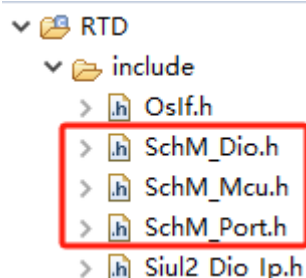 RTD
include
OsIf.h
SchM_Dio.h
SchM_Mcu.h
SchM_Port.h
Siul2_Dio_Ip.h